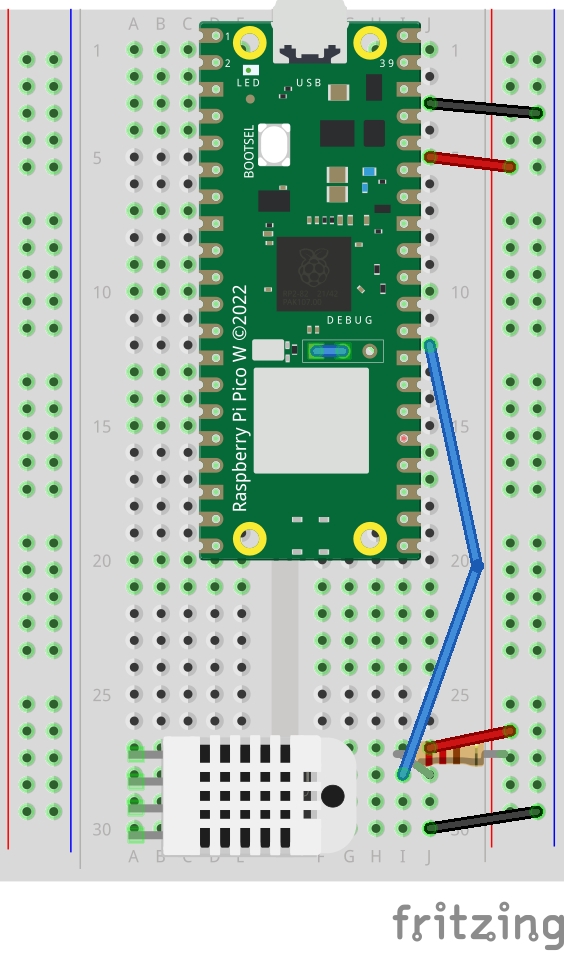 A B C D E F G H I J
1 1
1
2 39
LED USB
BOOTSEL
5
10 10
DEBUG
Raspberry Pi Pico W ©2022
15 15
20 20
25 25
30 30
A B C D E F G H I J
fritzing